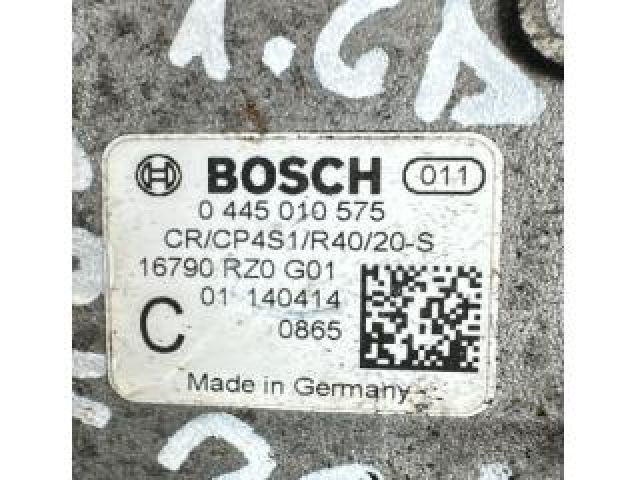 BOSCH 011
0 445 010 575
CR/CP4S1/R40/20-S
16790 RZ0 G01
01 140414
C 0865
Made in Germany